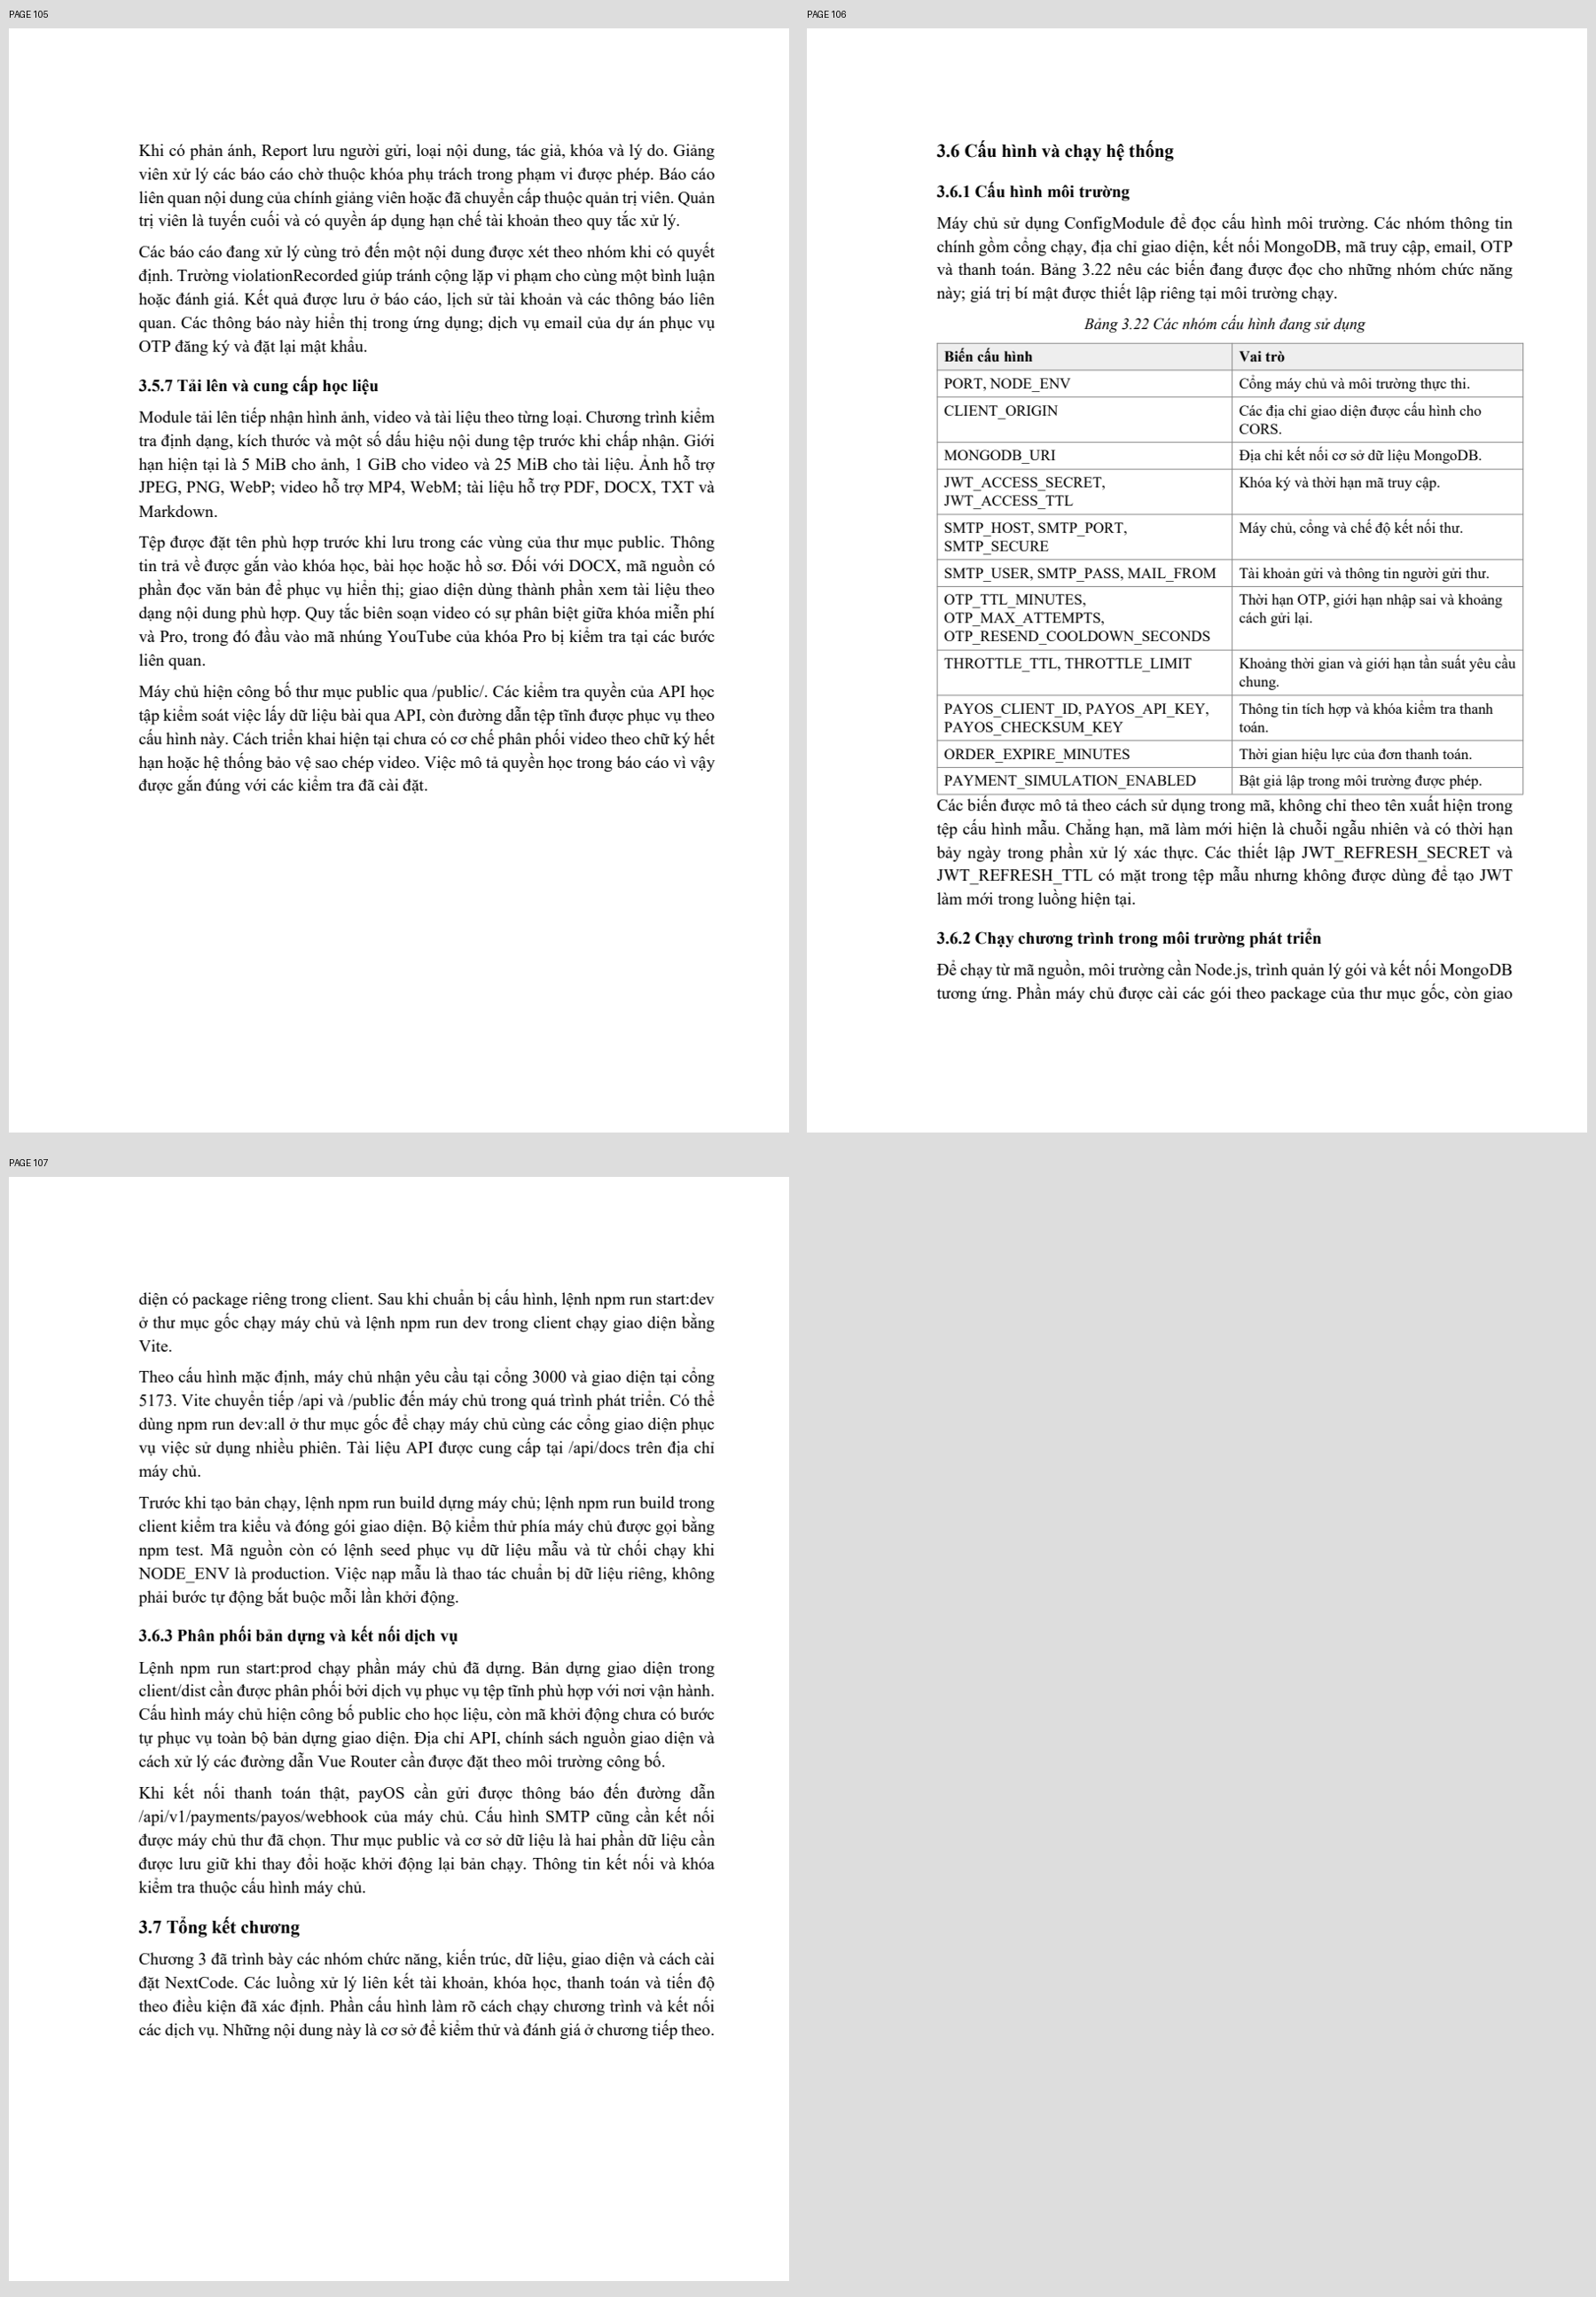 PAGE 105
Khi có phản ánh, Report lưu người gửi, loại nội dung, tác giả, khóa và lý do. Giảng
viên xử lý các báo cáo chờ thuộc khóa phụ trách trong phạm vi được phép. Báo cáo
liên quan nội dung của chính giảng viên hoặc đã chuyển cấp thuộc quản trị viên. Quản
trị viên là tuyến cuối và có quyền áp dụng hạn chế tài khoản theo quy tắc xử lý.
Các báo cáo đang xử lý cùng trỏ đến một nội dung được xét theo nhóm khi có quyết
định. Trường violationRecorded giúp tránh cộng lặp vi phạm cho cùng một bình luận
hoặc đánh giá. Kết quả được lưu ở báo cáo, lịch sử tài khoản và các thông báo liên
quan. Các thông báo này hiển thị trong ứng dụng; dịch vụ email của dự án phục vụ
OTP đăng ký và đặt lại mật khẩu.
3.5.7 Tải lên và cung cấp học liệu
Module tải lên tiếp nhận hình ảnh, video và tài liệu theo từng loại. Chương trình kiểm
tra định dạng, kích thước và một số dấu hiệu nội dung tệp trước khi chấp nhận. Giới
hạn hiện tại là 5 MiB cho ảnh, 1 GiB cho video và 25 MiB cho tài liệu. Ảnh hỗ trợ
JPEG, PNG, WebP; video hỗ trợ MP4, WebM; tài liệu hỗ trợ PDF, DOCX, TXT và
Markdown.
Tệp được đặt tên phù hợp trước khi lưu trong các vùng của thư mục public. Thông
tin trả về được gắn vào khóa học, bài học hoặc hồ sơ. Đối với DOCX, mã nguồn có
phần đọc văn bản để phục vụ hiển thị; giao diện dùng thành phần xem tài liệu theo
dạng nội dung phù hợp. Quy tắc biên soạn video có sự phân biệt giữa khóa miễn phí
và Pro, trong đó đầu vào mã nhúng YouTube của khóa Pro bị kiểm tra tại các bước
liên quan.
Máy chủ hiện công bố thư mục public qua /public/. Các kiểm tra quyền của API học
tập kiểm soát việc lấy dữ liệu bài qua API, còn đường dẫn tệp tĩnh được phục vụ theo
cấu hình này. Cách triển khai hiện tại chưa có cơ chế phân phối video theo chữ ký hết
hạn hoặc hệ thống bảo vệ sao chép video. Việc mô tả quyền học trong báo cáo vì vậy
được gắn đúng với các kiểm tra đã cài đặt.
PAGE 106
3.6 Cấu hình và chạy hệ thống
3.6.1 Cấu hình môi trường
Máy chủ sử dụng ConfigModule để đọc cấu hình môi trường. Các nhóm thông tin
chính gồm cổng chạy, địa chỉ giao diện, kết nối MongoDB, mã truy cập, email, OTP
và thanh toán. Bảng 3.22 nêu các biến đang được đọc cho những nhóm chức năng
này; giá trị bí mật được thiết lập riêng tại môi trường chạy.
Bảng 3.22 Các nhóm cấu hình đang sử dụng
Biến cấu hình
Vai trò
PORT, NODE_ENV
Cổng máy chủ và môi trường thực thi.
CLIENT_ORIGIN
Các địa chỉ giao diện được cấu hình cho
CORS.
MONGODB_URI
Địa chỉ kết nối cơ sở dữ liệu MongoDB.
JWT_ACCESS_SECRET,
JWT_ACCESS_TTL
Khóa ký và thời hạn mã truy cập.
SMTP_HOST, SMTP_PORT,
SMTP_SECURE
Máy chủ, cổng và chế độ kết nối thư.
SMTP_USER, SMTP_PASS, MAIL_FROM
Tài khoản gửi và thông tin người gửi thư.
OTP_TTL_MINUTES,
OTP_MAX_ATTEMPTS,
OTP_RESEND_COOLDOWN_SECONDS
Thời hạn OTP, giới hạn nhập sai và khoảng
cách gửi lại.
THROTTLE_TTL, THROTTLE_LIMIT
Khoảng thời gian và giới hạn tần suất yêu cầu
chung.
PAYOS_CLIENT_ID, PAYOS_API_KEY,
PAYOS_CHECKSUM_KEY
Thông tin tích hợp và khóa kiểm tra thanh
toán.
ORDER_EXPIRE_MINUTES
Thời gian hiệu lực của đơn thanh toán.
PAYMENT_SIMULATION_ENABLED
Bật giả lập trong môi trường được phép.
Các biến được mô tả theo cách sử dụng trong mã, không chỉ theo tên xuất hiện trong
tệp cấu hình mẫu. Chẳng hạn, mã làm mới hiện là chuỗi ngẫu nhiên và có thời hạn
bảy ngày trong phần xử lý xác thực. Các thiết lập JWT_REFRESH_SECRET và
JWT_REFRESH_TTL có mặt trong tệp mẫu nhưng không được dùng để tạo JWT
làm mới trong luồng hiện tại.
3.6.2 Chạy chương trình trong môi trường phát triển
Để chạy từ mã nguồn, môi trường cần Node.js, trình quản lý gói và kết nối MongoDB
tương ứng. Phần máy chủ được cài các gói theo package của thư mục gốc, còn giao
PAGE 107
diện có package riêng trong client. Sau khi chuẩn bị cấu hình, lệnh npm run start:dev
ở thư mục gốc chạy máy chủ và lệnh npm run dev trong client chạy giao diện bằng
Vite.
Theo cấu hình mặc định, máy chủ nhận yêu cầu tại cổng 3000 và giao diện tại cổng
5173. Vite chuyển tiếp /api và /public đến máy chủ trong quá trình phát triển. Có thể
dùng npm run dev:all ở thư mục gốc để chạy máy chủ cùng các cổng giao diện phục
vụ việc sử dụng nhiều phiên. Tài liệu API được cung cấp tại /api/docs trên địa chỉ
máy chủ.
Trước khi tạo bản chạy, lệnh npm run build dựng máy chủ; lệnh npm run build trong
client kiểm tra kiểu và đóng gói giao diện. Bộ kiểm thử phía máy chủ được gọi bằng
npm test. Mã nguồn còn có lệnh seed phục vụ dữ liệu mẫu và từ chối chạy khi
NODE_ENV là production. Việc nạp mẫu là thao tác chuẩn bị dữ liệu riêng, không
phải bước tự động bắt buộc mỗi lần khởi động.
3.6.3 Phân phối bản dựng và kết nối dịch vụ
Lệnh npm run start:prod chạy phần máy chủ đã dựng. Bản dựng giao diện trong
client/dist cần được phân phối bởi dịch vụ phục vụ tệp tĩnh phù hợp với nơi vận hành.
Cấu hình máy chủ hiện công bố public cho học liệu, còn mã khởi động chưa có bước
tự phục vụ toàn bộ bản dựng giao diện. Địa chỉ API, chính sách nguồn giao diện và
cách xử lý các đường dẫn Vue Router cần được đặt theo môi trường công bố.
Khi kết nối thanh toán thật, payOS cần gửi được thông báo đến đường dẫn
/api/v1/payments/payos/webhook của máy chủ. Cấu hình SMTP cũng cần kết nối
được máy chủ thư đã chọn. Thư mục public và cơ sở dữ liệu là hai phần dữ liệu cần
được lưu giữ khi thay đổi hoặc khởi động lại bản chạy. Thông tin kết nối và khóa
kiểm tra thuộc cấu hình máy chủ.
3.7 Tổng kết chương
Chương 3 đã trình bày các nhóm chức năng, kiến trúc, dữ liệu, giao diện và cách cài
đặt NextCode. Các luồng xử lý liên kết tài khoản, khóa học, thanh toán và tiến độ
theo điều kiện đã xác định. Phần cấu hình làm rõ cách chạy chương trình và kết nối
các dịch vụ. Những nội dung này là cơ sở để kiểm thử và đánh giá ở chương tiếp theo.